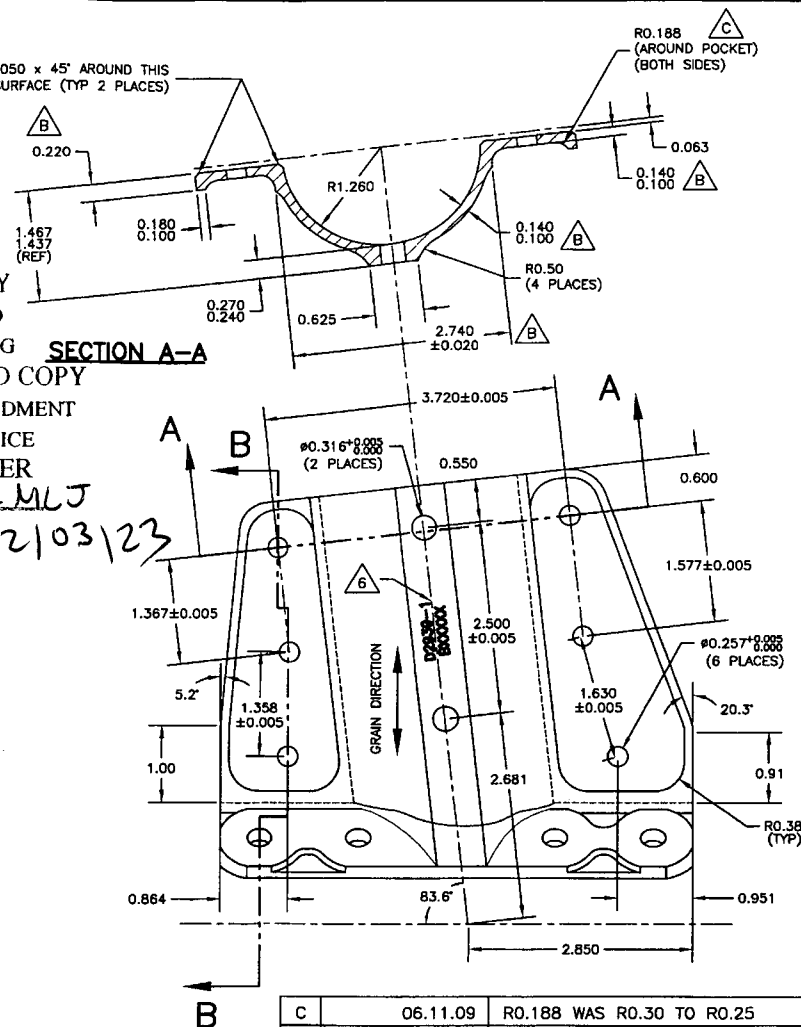 R0.188
(AROUND POCKET)
(BOTH SIDES)
C
050 x 45° AROUND THIS
SURFACE (TYP 2 PLACES)
B
0.220
0.063
0.140
0.100
B
R1.260
0.180
0.100
1.467
1.437
(REF)
0.140
0.100
B
R0.50
(4 PLACES)
0.270
0.240
0.625
2.740
±0.020
B
SECTION A-A
COPY
DMENT
ICE
ER
MLJ
2/03/23
3.720±0.005
A
A
B
ø0.316+0.005
0.000
(2 PLACES)
0.550
0.600
6
1.577±0.005
1.367±0.005
D2939-1
BXXXXX
2.500
±0.005
ø0.257+0.005
0.000
(6 PLACES)
5.2°
1.358
±0.005
GRAIN DIRECTION
1.630
±0.005
20.3°
1.00
2.681
0.91
R0.38
(TYP)
0.864
83.6°
0.951
2.850
B
C 06.11.09 R0.188 WAS R0.30 TO R0.25